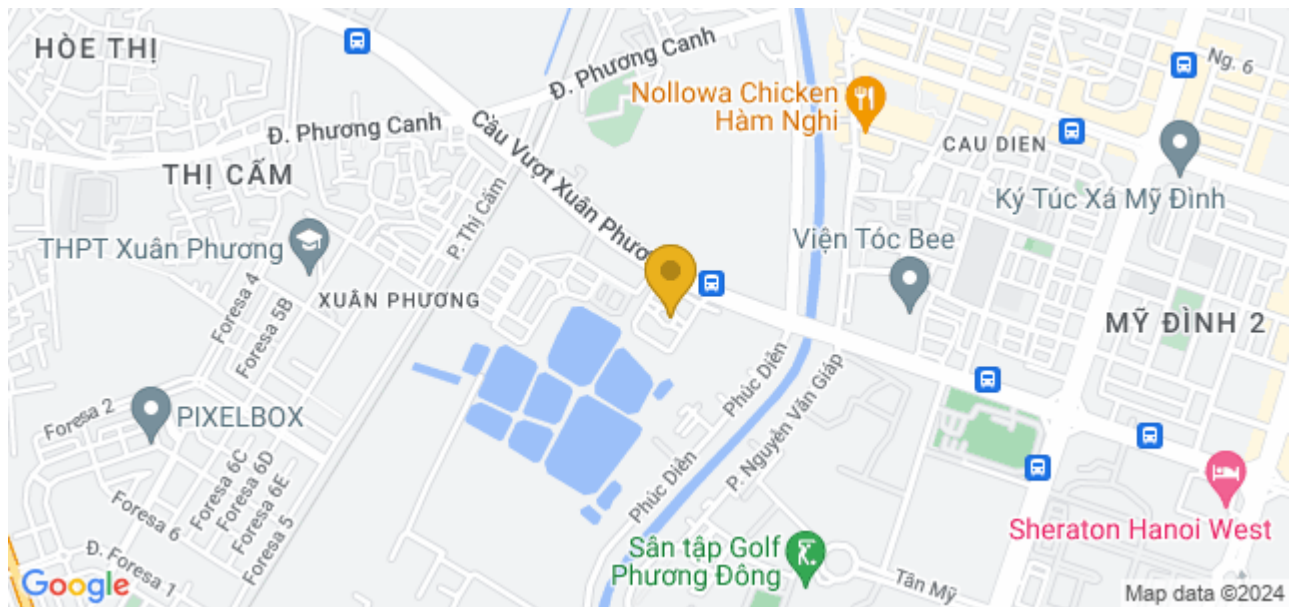 HÒE THỊ
Đ. Phương Canh
Ng. 6
Nollowa Chicken
Hàm Nghi
Đ. Phương Canh
Cầu Vượt Xuân Phươ
CAU DIEN
THỊ CẤM
P. Thị Cấm
Ký Túc Xá Mỹ Đình
THPT Xuân Phương
Viện Tóc Bee
XUÂN PHƯƠNG
Foresa 4
Foresa 5B
MỸ ĐÌNH 2
Phúc Diễn
P. Nguyễn Văn Giáp
Foresa 2
PIXELBOX
Foresa 6C
Foresa 6D
Foresa 6E
Foresa 5
Foresa 6
Phúc Diễn
Sheraton Hanoi West
Sân tập Golf
Phương Đông
Đ. Foresa 1
Tân Mỹ
Google
Map data ©2024